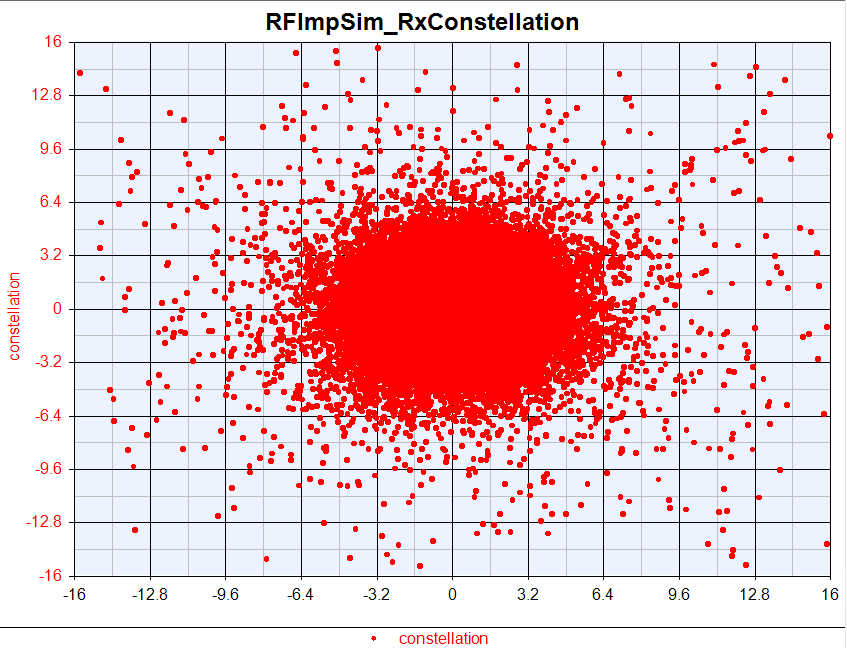 RFImpSim_RxConstellation
16
12.8
9.6
6.4
3.2
0
-3.2
-6.4
-9.6
-12.8
-16
constellation
-16 -12.8 -9.6 -6.4 -3.2 0 3.2 6.4 9.6 12.8 16
constellation